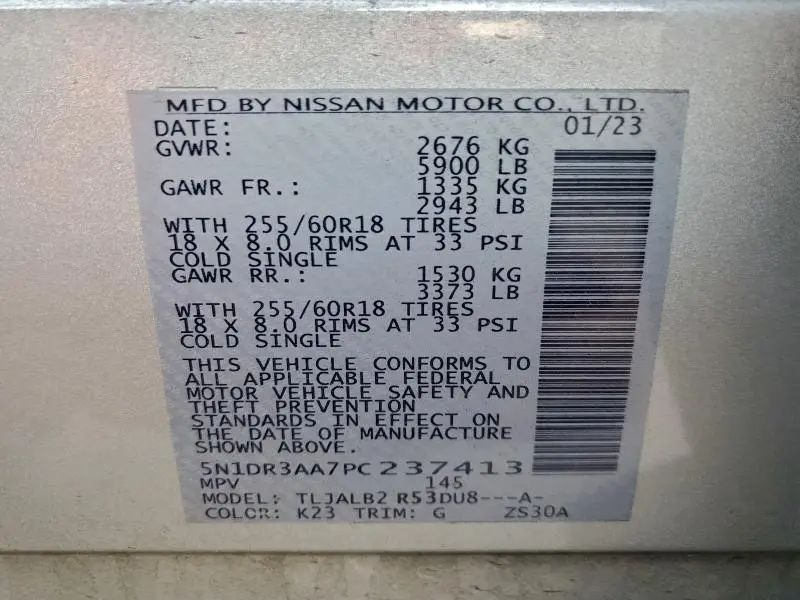 MFD BY NISSAN MOTOR CO., LTD.
DATE: 01/23
GVWR: 2676 KG
5900 LB
GAWR FR.: 1335 KG
2943 LB
WITH 255/60R18 TIRES
18 X 8.0 RIMS AT 33 PSI
COLD SINGLE
GAWR RR.: 1530 KG
3373 LB
WITH 255/60R18 TIRES
18 X 8.0 RIMS AT 33 PSI
COLD SINGLE
THIS VEHICLE CONFORMS TO
ALL APPLICABLE FEDERAL
MOTOR VEHICLE SAFETY AND
THEFT PREVENTION
STANDARDS IN EFFECT ON
THE DATE OF MANUFACTURE
SHOWN ABOVE.
5N1DR3AA7PC237413
MPV 145
MODEL: TLJALB2 R53DU8---A-
COLOR: K23 TRIM: G ZS30A